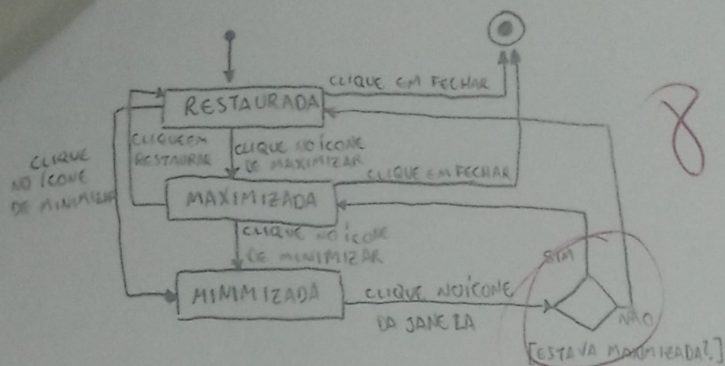 CLIQUE EM FECHAR
RESTAURADA
8
CLIQUE EM
RESTAURAR
CLIQUE NO ÍCONE
DE MAXIMIZAR
CLIQUE
NO ÍCONE
DE MINIMIZAR
CLIQUE EM FECHAR
MAXIMIZADA
CLIQUE NO ÍCONE
DE MINIMIZAR
SIM
MINIMIZADA
CLIQUE NO ÍCONE
DA JANELA
NÃO
[ESTAVA MAXIMIZADA?]